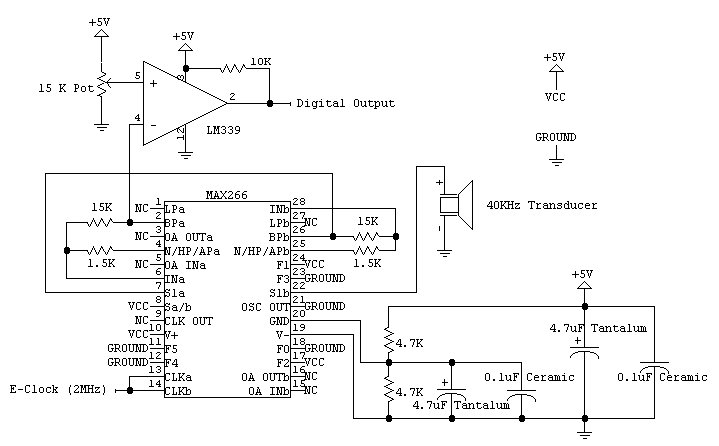 +5V
+5V
10K
+5V
15 K Pot
5
+
3
2
Digital Output
VCC
4
-
12
LM339
GROUND
MAX266
NC 1 LPa INb 28
15K 2 BPa LPb 27 NC 15K
NC 3 OA OUTa BPb 26
4 N/HP/APa N/HP/APb 25
1.5K NC 5 OA INa F1 24 VCC 1.5K
6 INa F3 23 GROUND
7 S1a S1b 22
VCC 8 Sa/b OSC OUT 21 GROUND
NC 9 CLK OUT GND 20
VCC 10 V+ V- 19
GROUND 11 F5 F0 18 GROUND
GROUND 12 F4 F2 17 VCC
13 CLKa OA OUTb 16 NC
E-Clock (2MHz) 14 CLKb OA INb 15 NC
+
40KHz Transducer
-
+5V
4.7K
4.7uF Tantalum
+
4.7K
+
4.7uF Tantalum
0.1uF Ceramic
0.1uF Ceramic